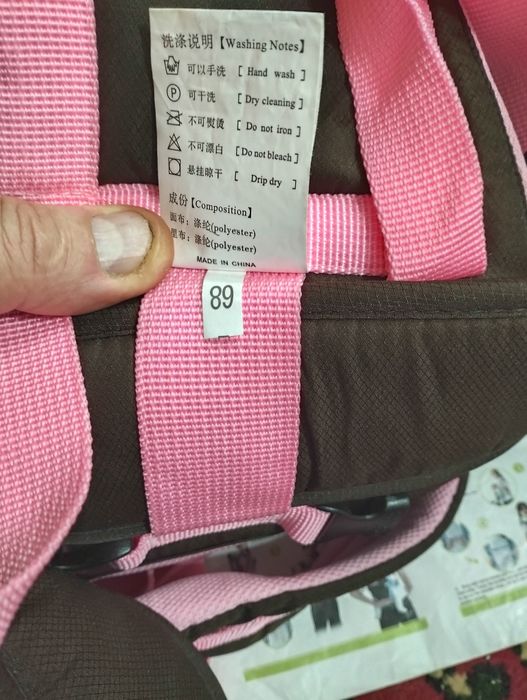 洗涤说明【Washing Notes】
可以手洗 [ Hand wash ]
P 可干洗 [ Dry cleaning ]
不可熨烫 [ Do not iron ]
不可漂白 [ Do not bleach ]
悬挂晾干 [ Drip dry ]
成份【Composition】
面布：涤纶(polyester)
里布：涤纶(polyester)
MADE IN CHINA
89